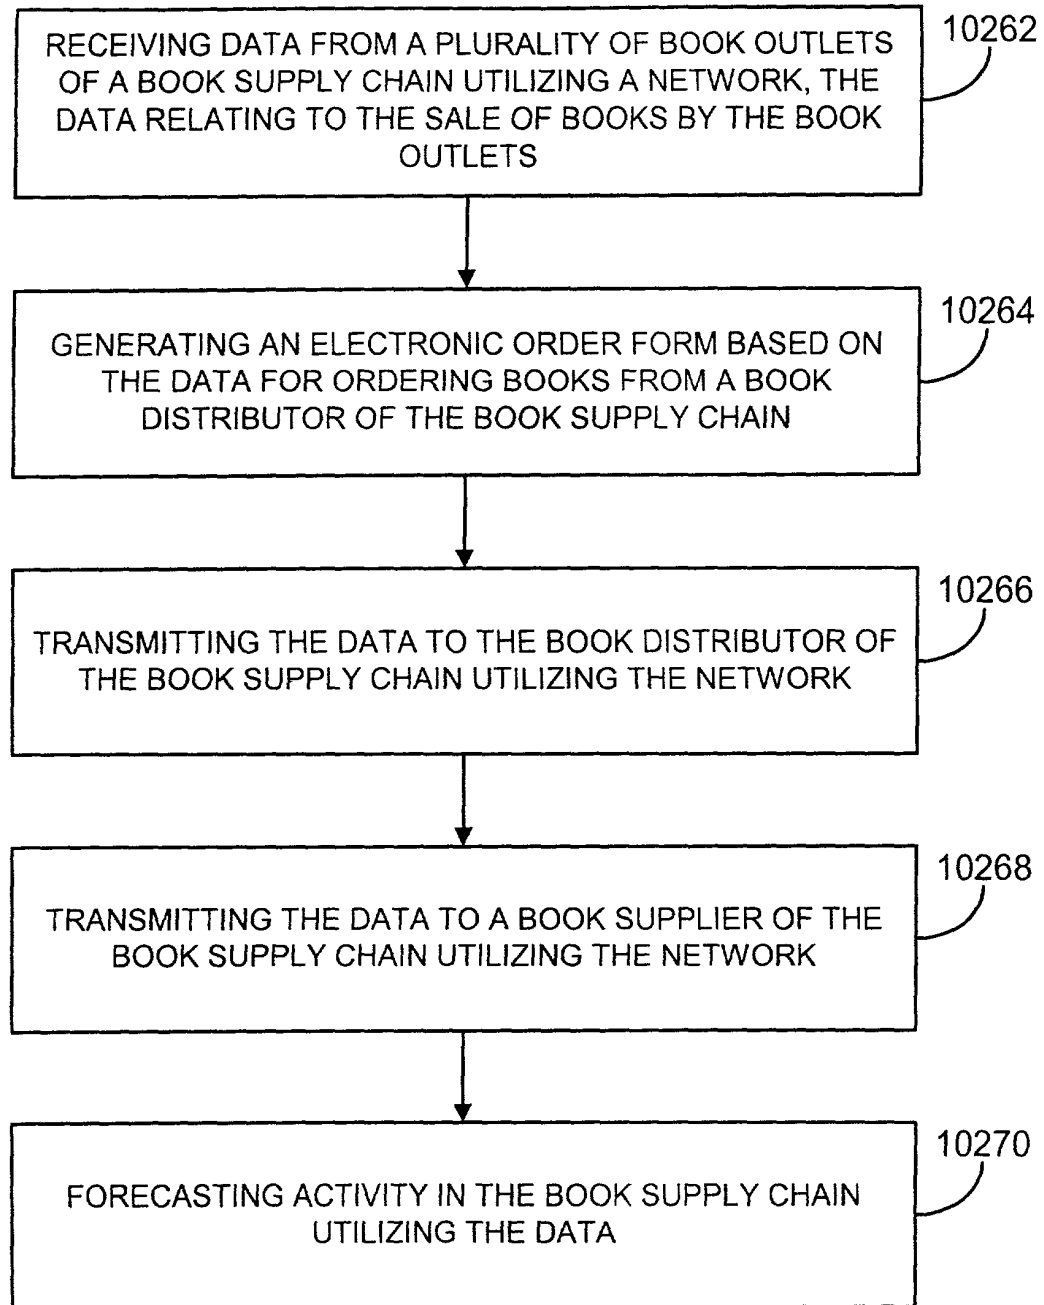 10262
RECEIVING DATA FROM A PLURALITY OF BOOK OUTLETS
OF A BOOK SUPPLY CHAIN UTILIZING A NETWORK, THE
DATA RELATING TO THE SALE OF BOOKS BY THE BOOK
OUTLETS
10264
GENERATING AN ELECTRONIC ORDER FORM BASED ON
THE DATA FOR ORDERING BOOKS FROM A BOOK
DISTRIBUTOR OF THE BOOK SUPPLY CHAIN
10266
TRANSMITTING THE DATA TO THE BOOK DISTRIBUTOR OF
THE BOOK SUPPLY CHAIN UTILIZING THE NETWORK
10268
TRANSMITTING THE DATA TO A BOOK SUPPLIER OF THE
BOOK SUPPLY CHAIN UTILIZING THE NETWORK
10270
FORECASTING ACTIVITY IN THE BOOK SUPPLY CHAIN
UTILIZING THE DATA